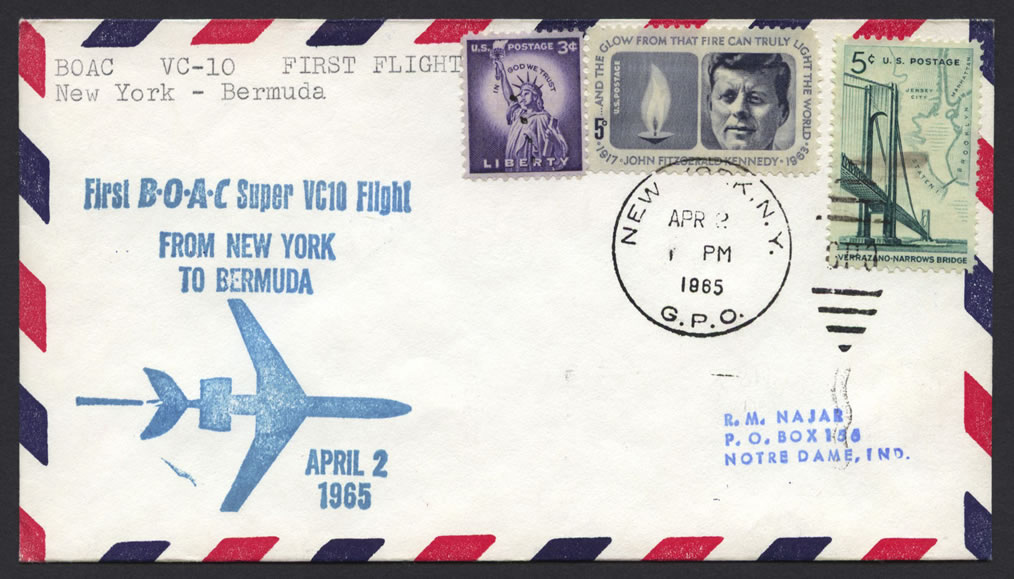 BOAC VC-10 FIRST FLIGHT
New York - Bermuda
U.S. POSTAGE 3¢
IN GOD WE TRUST
LIBERTY
...AND THE GLOW FROM THAT FIRE CAN TRULY LIGHT THE WORLD
U.S. POSTAGE
5¢
1917 · JOHN FITZGERALD KENNEDY · 1963
5¢ U.S. POSTAGE
JERSEY CITY
MANHATTAN
BROOKLYN
STATEN I
VERRAZANO-NARROWS BRIDGE
First B·O·A·C Super VC10 Flight
FROM NEW YORK
TO BERMUDA
APRIL 2
1965
NEW YORK, N.Y.
APR 2
PM
1965
G.P.O.
GPO
R. M. NAJAR
P. O. BOX
NOTRE DAME, IND.